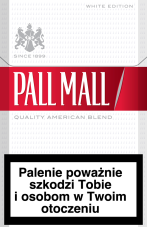 WHITE EDITION
SINCE 1899
PALL MALL
QUALITY AMERICAN BLEND
Palenie poważnie
szkodzi Tobie
i osobom w Twoim
otoczeniu